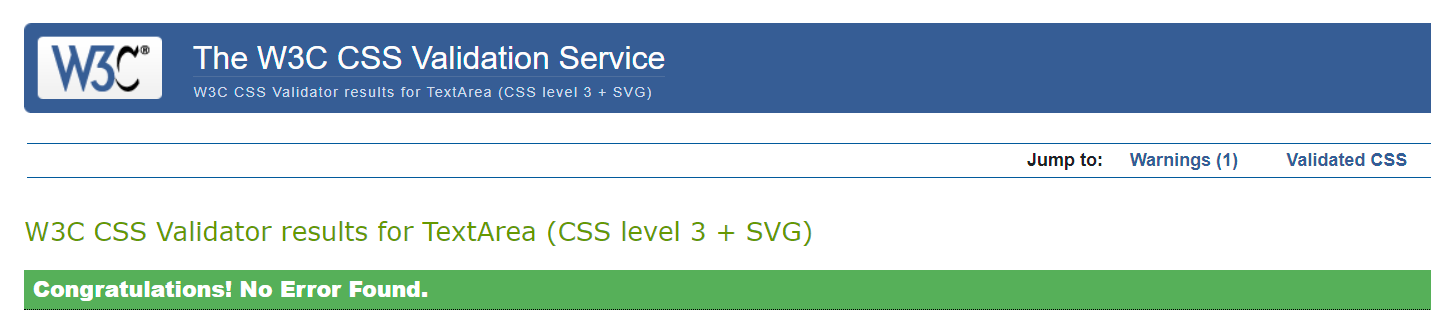 W3C®
The W3C CSS Validation Service
W3C CSS Validator results for TextArea (CSS level 3 + SVG)
Jump to: Warnings (1) Validated CSS
W3C CSS Validator results for TextArea (CSS level 3 + SVG)
Congratulations! No Error Found.